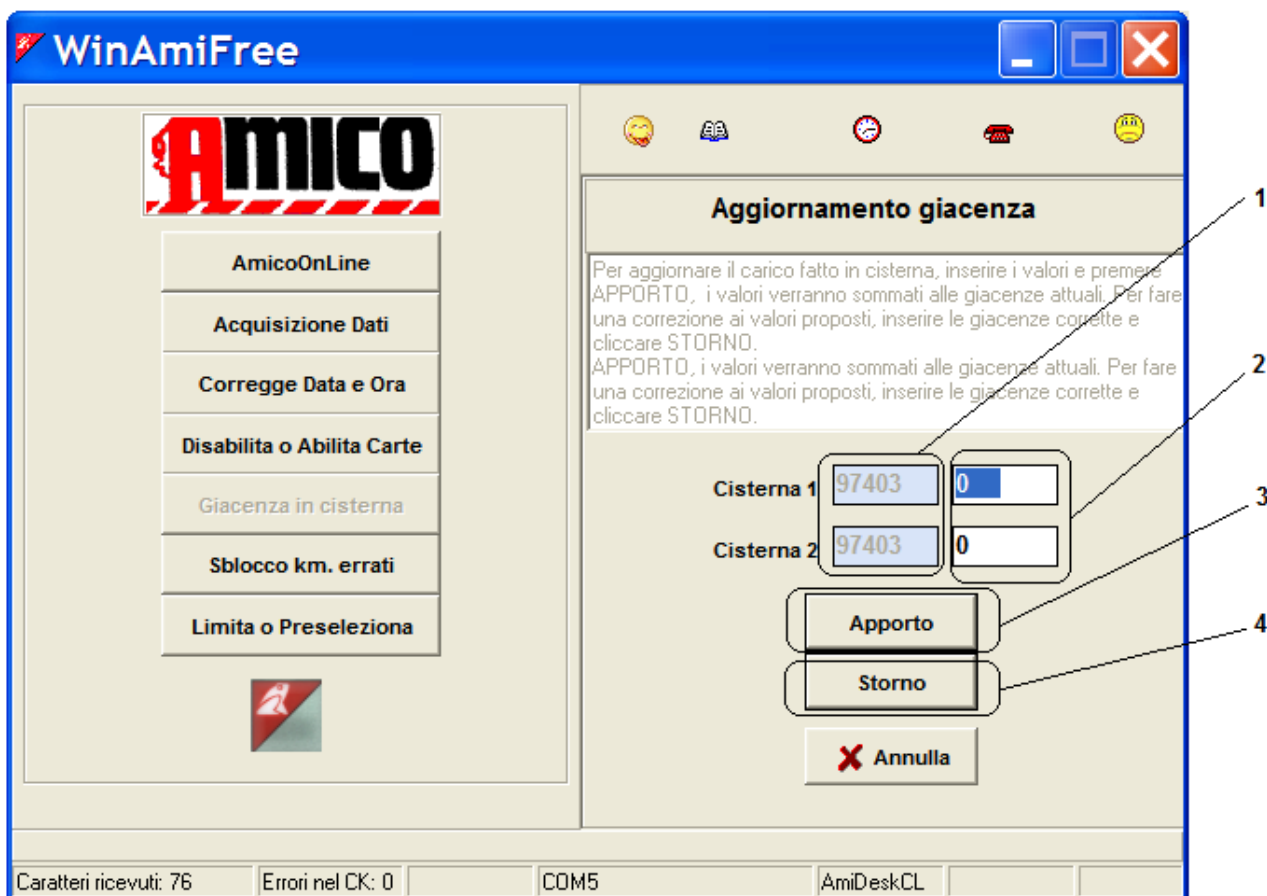 WinAmiFree
AMICO
AmicoOnLine
Acquisizione Dati
Corregge Data e Ora
Disabilita o Abilita Carte
Giacenza in cisterna
Sblocco km. errati
Limita o Preseleziona
Aggiornamento giacenza
Per aggiornare il carico fatto in cisterna, inserire i valori e premere
APPORTO,  i valori verranno sommati alle giacenze attuali. Per fare
una correzione ai valori proposti, inserire le giacenze corrette e
cliccare STORNO.
APPORTO, i valori verranno sommati alle giacenze attuali. Per fare
una correzione ai valori proposti, inserire le giacenze corrette e
cliccare STORNO.
Cisterna 1 97403 0
Cisterna 2 97403 0
Apporto
Storno
Annulla
1
2
3
4
Caratteri ricevuti: 76 Errori nel CK: 0 COM5 AmiDeskCL